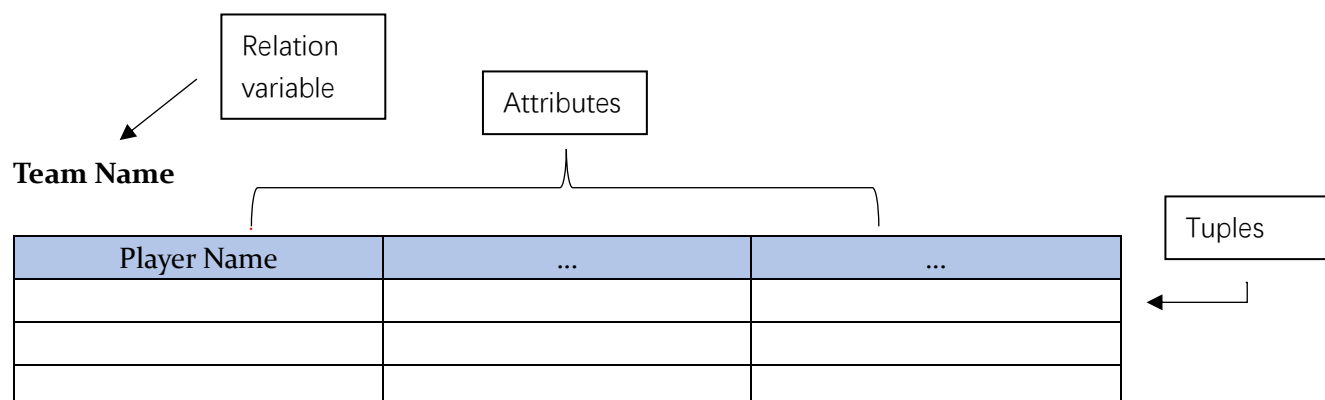 Relation
variable
Attributes
Team Name
Tuples
Player Name
...
...